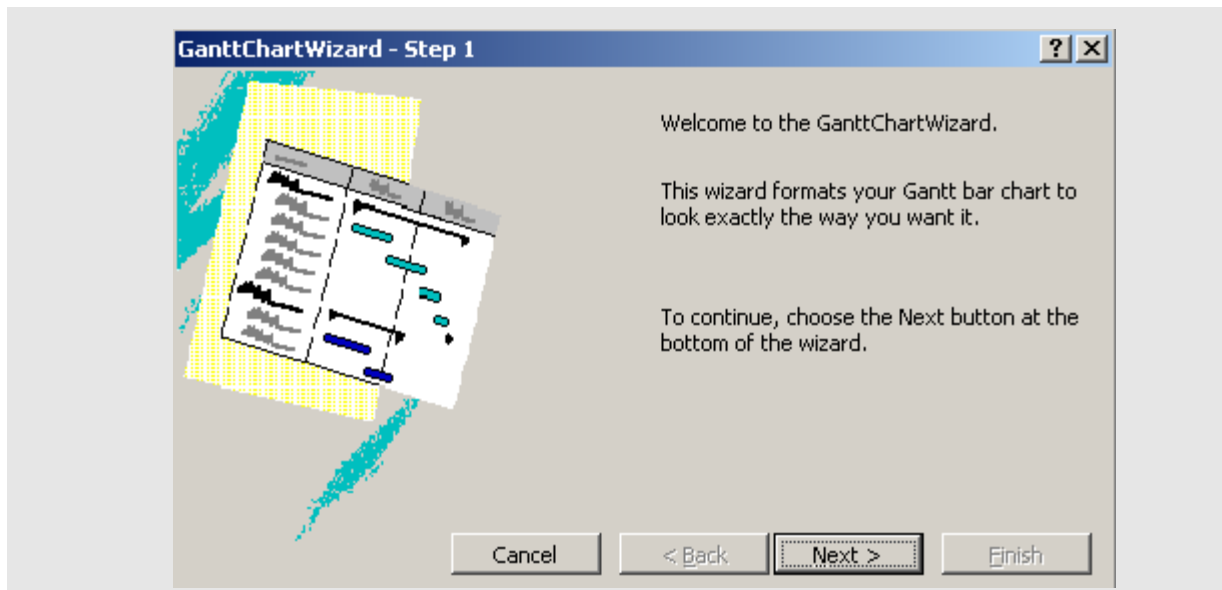 GanttChartWizard - Step 1
Welcome to the GanttChartWizard.
This wizard formats your Gantt bar chart to
look exactly the way you want it.
To continue, choose the Next button at the
bottom of the wizard.
Cancel < Back Next > Finish